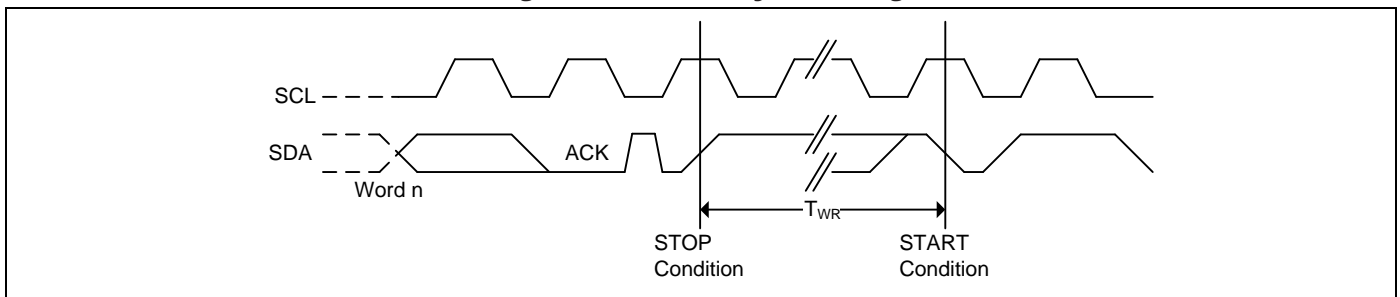 SCL
SDA
ACK
Word n
TWR
STOP
Condition
START
Condition